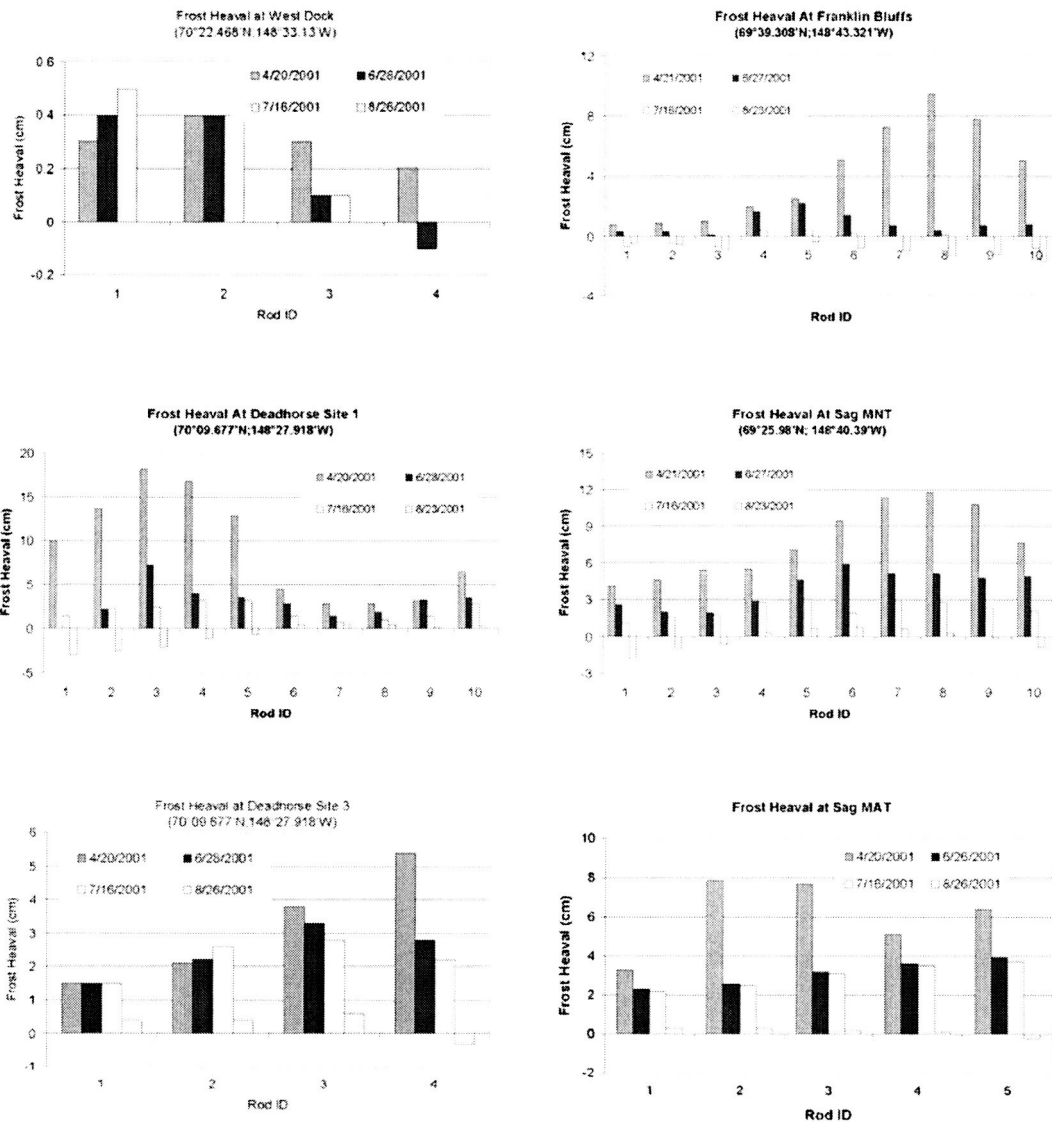 Frost Heaval at West Dock
(70°22.468'N;148°33.13'W)
Frost Heaval (cm)
0.6
0.4
0.2
0
-0.2
4/20/2001 6/28/2001
7/16/2001 8/26/2001
1 2 3 4
Rod ID
Frost Heaval At Franklin Bluffs
(69°39.308'N;148°43.321'W)
Frost Heaval (cm)
12
8
4
0
-4
4/21/2001 6/27/2001
7/16/2001 8/23/2001
1 2 3 4 5 6 7 8 9 10
Rod ID
Frost Heaval At Deadhorse Site 1
(70°09.677'N;148°27.918'W)
Frost Heaval (cm)
20
15
10
5
0
-5
4/20/2001 6/28/2001
7/16/2001 8/23/2001
1 2 3 4 5 6 7 8 9 10
Rod ID
Frost Heaval At Sag MNT
(69°25.98'N; 148°40.39'W)
Frost Heaval (cm)
15
12
9
6
3
0
-3
4/21/2001 6/27/2001
7/16/2001 8/23/2001
1 2 3 4 5 6 7 8 9 10
Rod ID
Frost Heaval at Deadhorse Site 3
(70°09.677'N;148°27.918'W)
Frost Heaval (cm)
6
5
4
3
2
1
0
-1
4/20/2001 6/28/2001
7/16/2001 8/26/2001
1 2 3 4
Rod ID
Frost Heaval at Sag MAT
Frost Heaval (cm)
10
8
6
4
2
0
-2
4/20/2001 6/26/2001
7/16/2001 8/26/2001
1 2 3 4 5
Rod ID